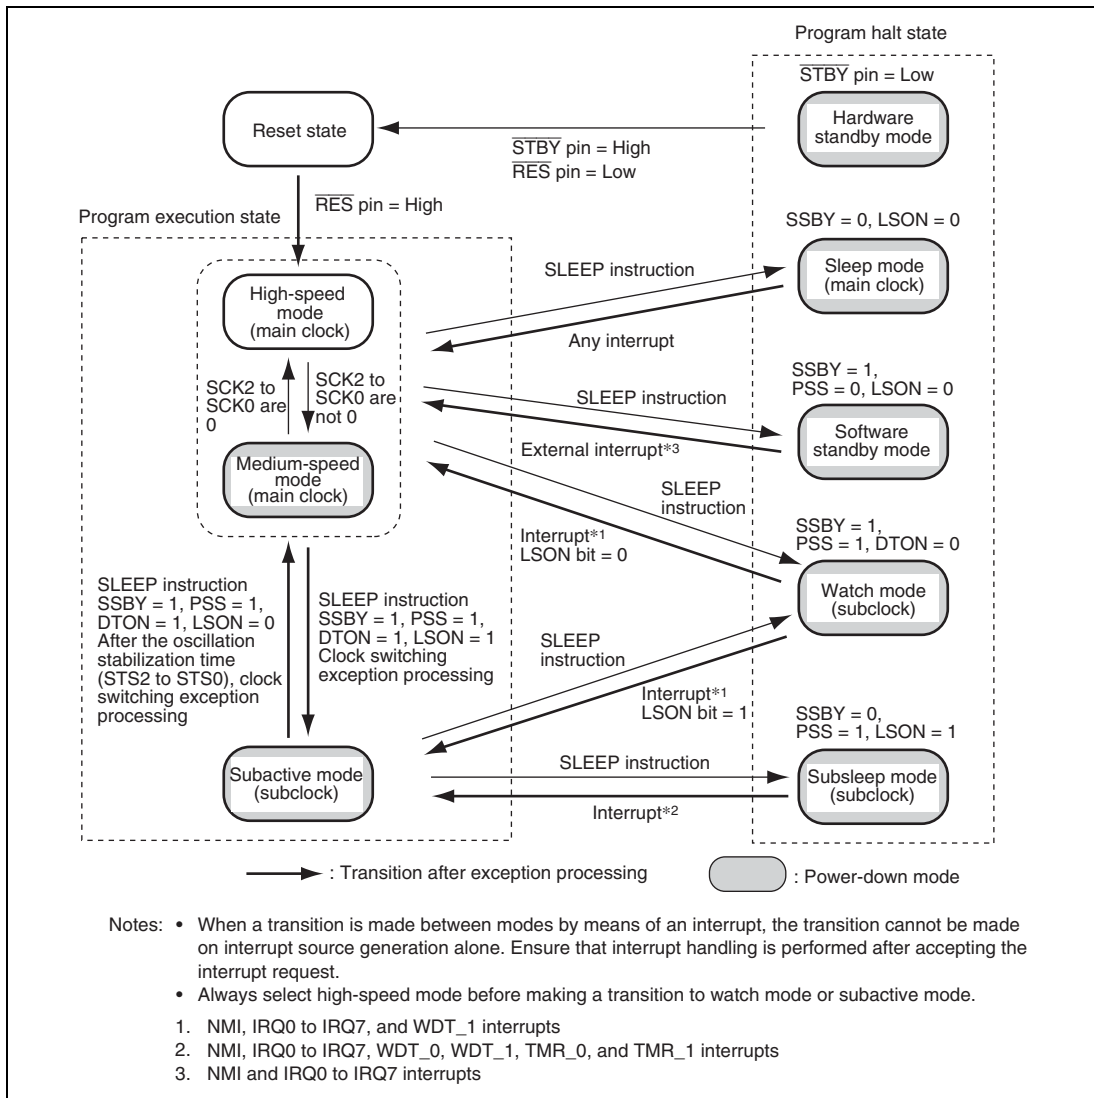 Program halt state
STBY pin = Low
Hardware
standby mode
Reset state
STBY pin = High
RES pin = Low
RES pin = High
Program execution state
SSBY = 0, LSON = 0
Sleep mode
(main clock)
SLEEP instruction
Any interrupt
High-speed
mode
(main clock)
SCK2 to
SCK0 are
0
SCK2 to
SCK0 are
not 0
SSBY = 1,
PSS = 0, LSON = 0
SLEEP instruction
Software
standby mode
External interrupt*3
Medium-speed
mode
(main clock)
SLEEP
instruction
SSBY = 1,
PSS = 1, DTON = 0
Interrupt*1
LSON bit = 0
Watch mode
(subclock)
SLEEP instruction
SSBY = 1, PSS = 1,
DTON = 1, LSON = 0
After the oscillation
stabilization time
(STS2 to STS0), clock
switching exception
processing
SLEEP instruction
SSBY = 1, PSS = 1,
DTON = 1, LSON = 1
Clock switching
exception processing
SLEEP
instruction
Interrupt*1
LSON bit = 1
SSBY = 0,
PSS = 1, LSON = 1
Subactive mode
(subclock)
SLEEP instruction
Subsleep mode
(subclock)
Interrupt*2
: Transition after exception processing
: Power-down mode
Notes: • When a transition is made between modes by means of an interrupt, the transition cannot be made
on interrupt source generation alone. Ensure that interrupt handling is performed after accepting the
interrupt request.
• Always select high-speed mode before making a transition to watch mode or subactive mode.
1. NMI, IRQ0 to IRQ7, and WDT_1 interrupts
2. NMI, IRQ0 to IRQ7, WDT_0, WDT_1, TMR_0, and TMR_1 interrupts
3. NMI and IRQ0 to IRQ7 interrupts